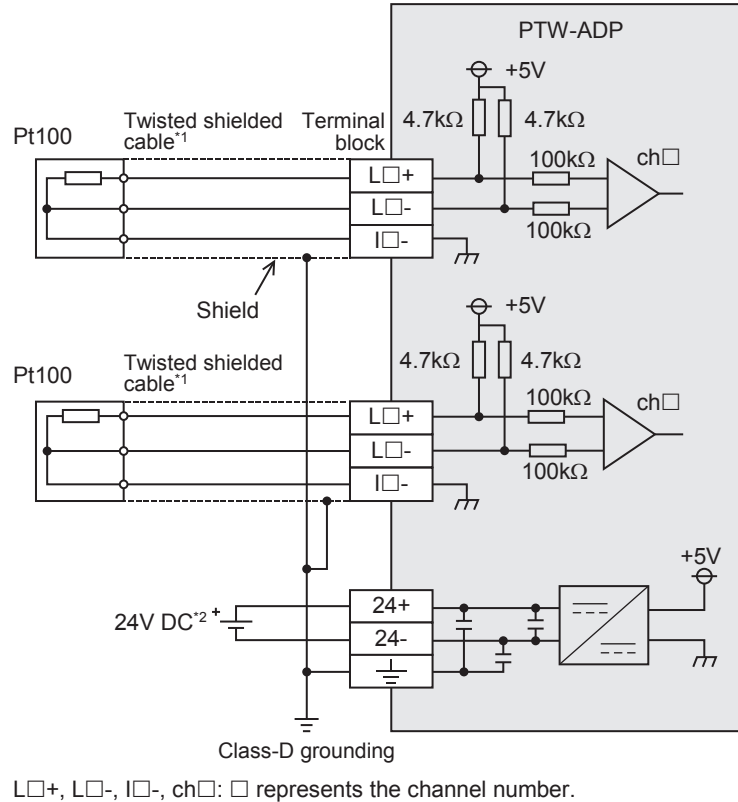 PTW-ADP
+5V
Twisted shielded
cable*1
Terminal
block
4.7kΩ
4.7kΩ
Pt100
100kΩ
ch□
L□+
L□-
100kΩ
I□-
Shield
+5V
Twisted shielded
cable*1
4.7kΩ
4.7kΩ
Pt100
100kΩ
ch□
L□+
L□-
100kΩ
I□-
+5V
24V DC*2
+
24+
24-
Class-D grounding
L□+, L□-, I□-, ch□: □ represents the channel number.